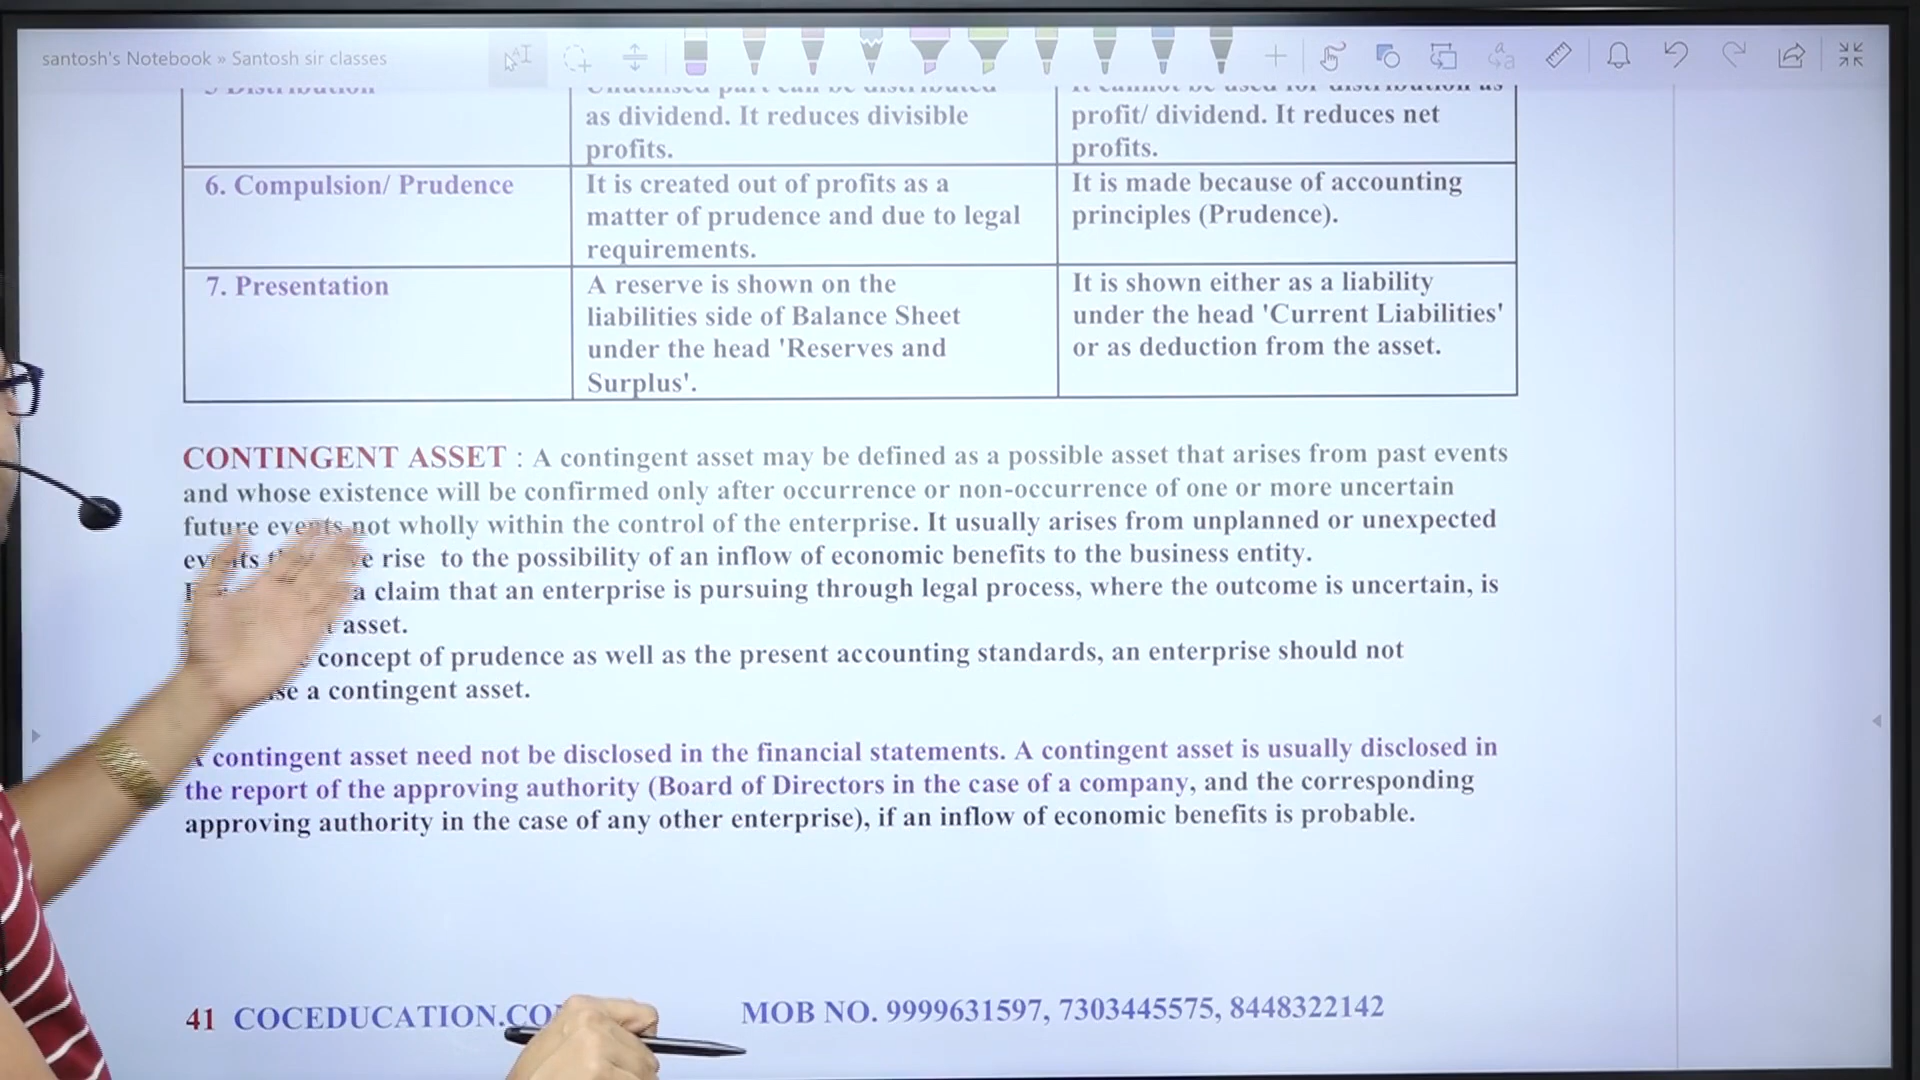 santosh's Notebook » Santosh sir classes
as dividend. It reduces divisible
profits.
profit/ dividend. It reduces net
profits.
6. Compulsion/ Prudence
It is created out of profits as a
matter of prudence and due to legal
requirements.
It is made because of accounting
principles (Prudence).
7. Presentation
A reserve is shown on the
liabilities side of Balance Sheet
under the head 'Reserves and
Surplus'.
It is shown either as a liability
under the head 'Current Liabilities'
or as deduction from the asset.
CONTINGENT ASSET : A contingent asset may be defined as a possible asset that arises from past events
and whose existence will be confirmed only after occurrence or non-occurrence of one or more uncertain
future events not wholly within the control of the enterprise. It usually arises from unplanned or unexpected
rise to the possibility of an inflow of economic benefits to the business entity.
a claim that an enterprise is pursuing through legal process, where the outcome is uncertain, is
asset.
concept of prudence as well as the present accounting standards, an enterprise should not
a contingent asset.
contingent asset need not be disclosed in the financial statements. A contingent asset is usually disclosed in
the report of the approving authority (Board of Directors in the case of a company, and the corresponding
approving authority in the case of any other enterprise), if an inflow of economic benefits is probable.
41 COCEDUCATION.CO
MOB NO. 9999631597, 7303445575, 8448322142